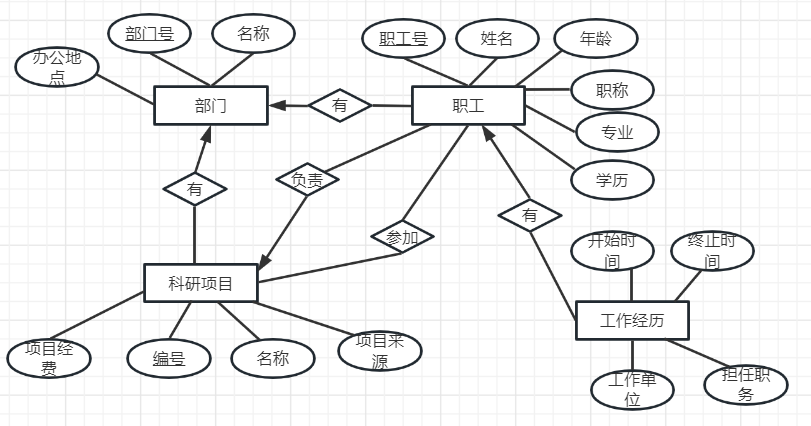 部门号
名称
职工号
姓名
年龄
办公地
点
部门
有
职工
职称
专业
学历
有
负责
有
参加
开始时
间
终止时
间
科研项目
工作经历
项目经
费
编号
名称
项目来
源
工作单
位
担任职
务